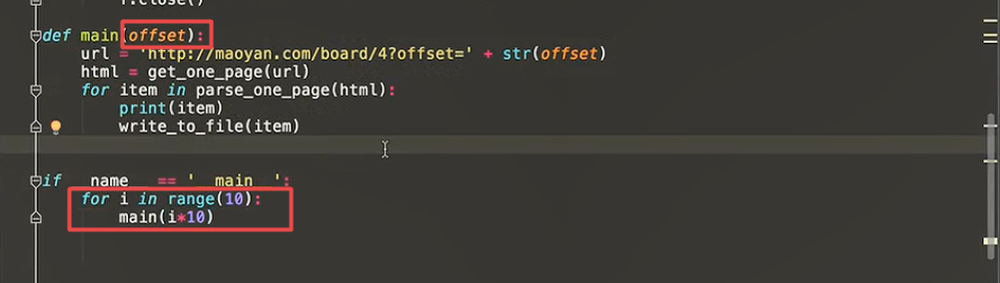 f.close()
def main(offset):
url = 'http://maoyan.com/board/4?offset=' + str(offset)
html = get_one_page(url)
for item in parse_one_page(html):
print(item)
write_to_file(item)
if __name__ == '__main__':
for i in range(10):
main(i*10)